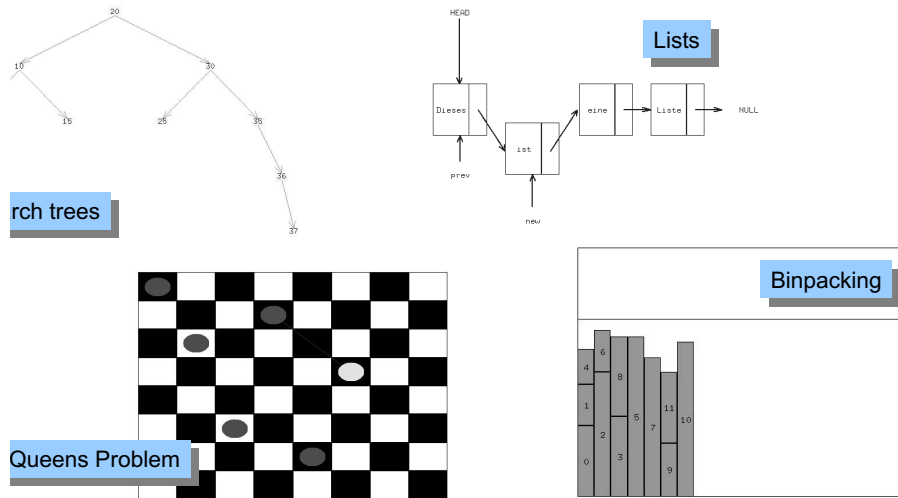 20
10 30
15 25 35
36
37
rch trees
HEAD
Lists
Dieses eine Liste NULL
ist
prev
new
Queens Problem
Binpacking
6
4 8
1 5 11 10
2 7
0 3 9